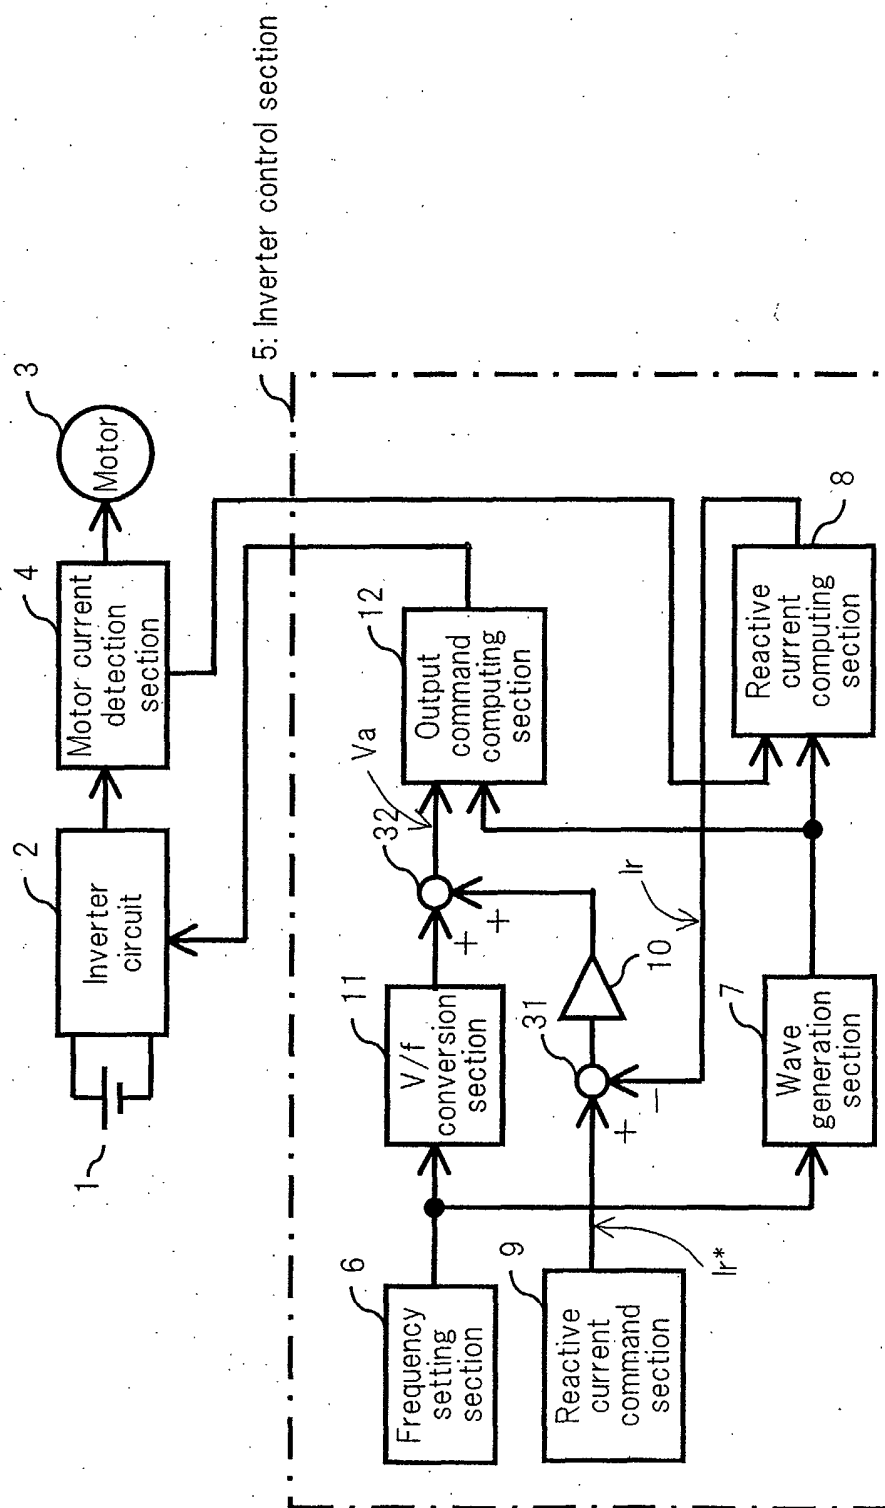 1
2
Inverter
circuit
4
Motor current
detection
section
3
Motor
5: Inverter control section
6
Frequency
setting
section
11
V/f
conversion
section
32
+
+
Va
12
Output
command
computing
section
9
Reactive
current
command
section
Ir*
31
+
−
10
Ir
7
Wave
generation
section
8
Reactive
current
computing
section